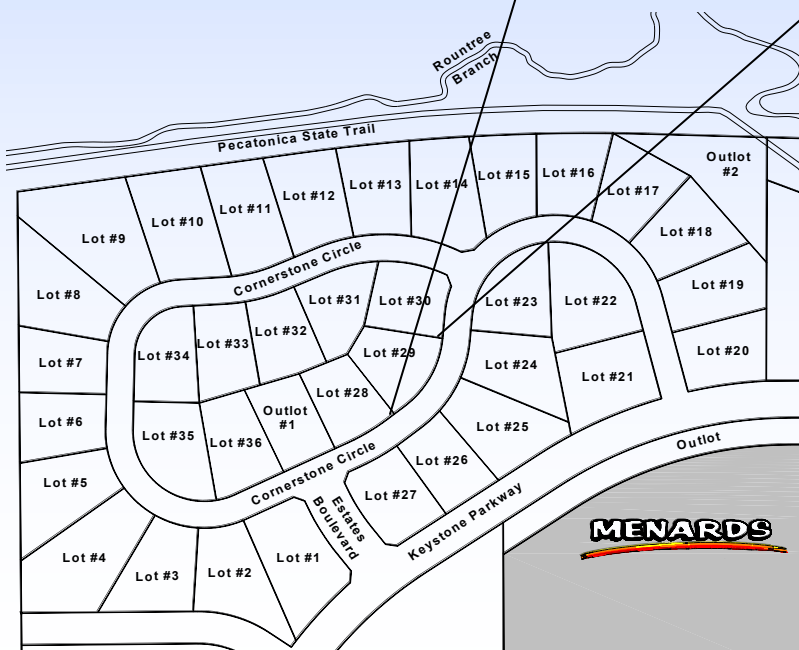 Rountree
Branch
Pecatonica State Trail
Outlot
#2
Lot #16
Lot #15
Lot #14
Lot #13
Lot #12
Lot #11
Lot #10
Lot #9
Lot #17
Lot #18
Lot #19
Lot #20
Cornerstone Circle
Lot #8
Lot #7
Lot #6
Lot #5
Lot #4
Lot #3
Lot #2
Lot #1
Lot #31
Lot #30
Lot #32
Lot #33
Lot #34
Lot #29
Lot #28
Outlot
#1
Lot #36
Lot #35
Lot #23
Lot #22
Lot #24
Lot #21
Lot #25
Lot #26
Lot #27
Cornerstone Circle
Estates
Boulevard
Keystone Parkway
Outlot
MENARDS